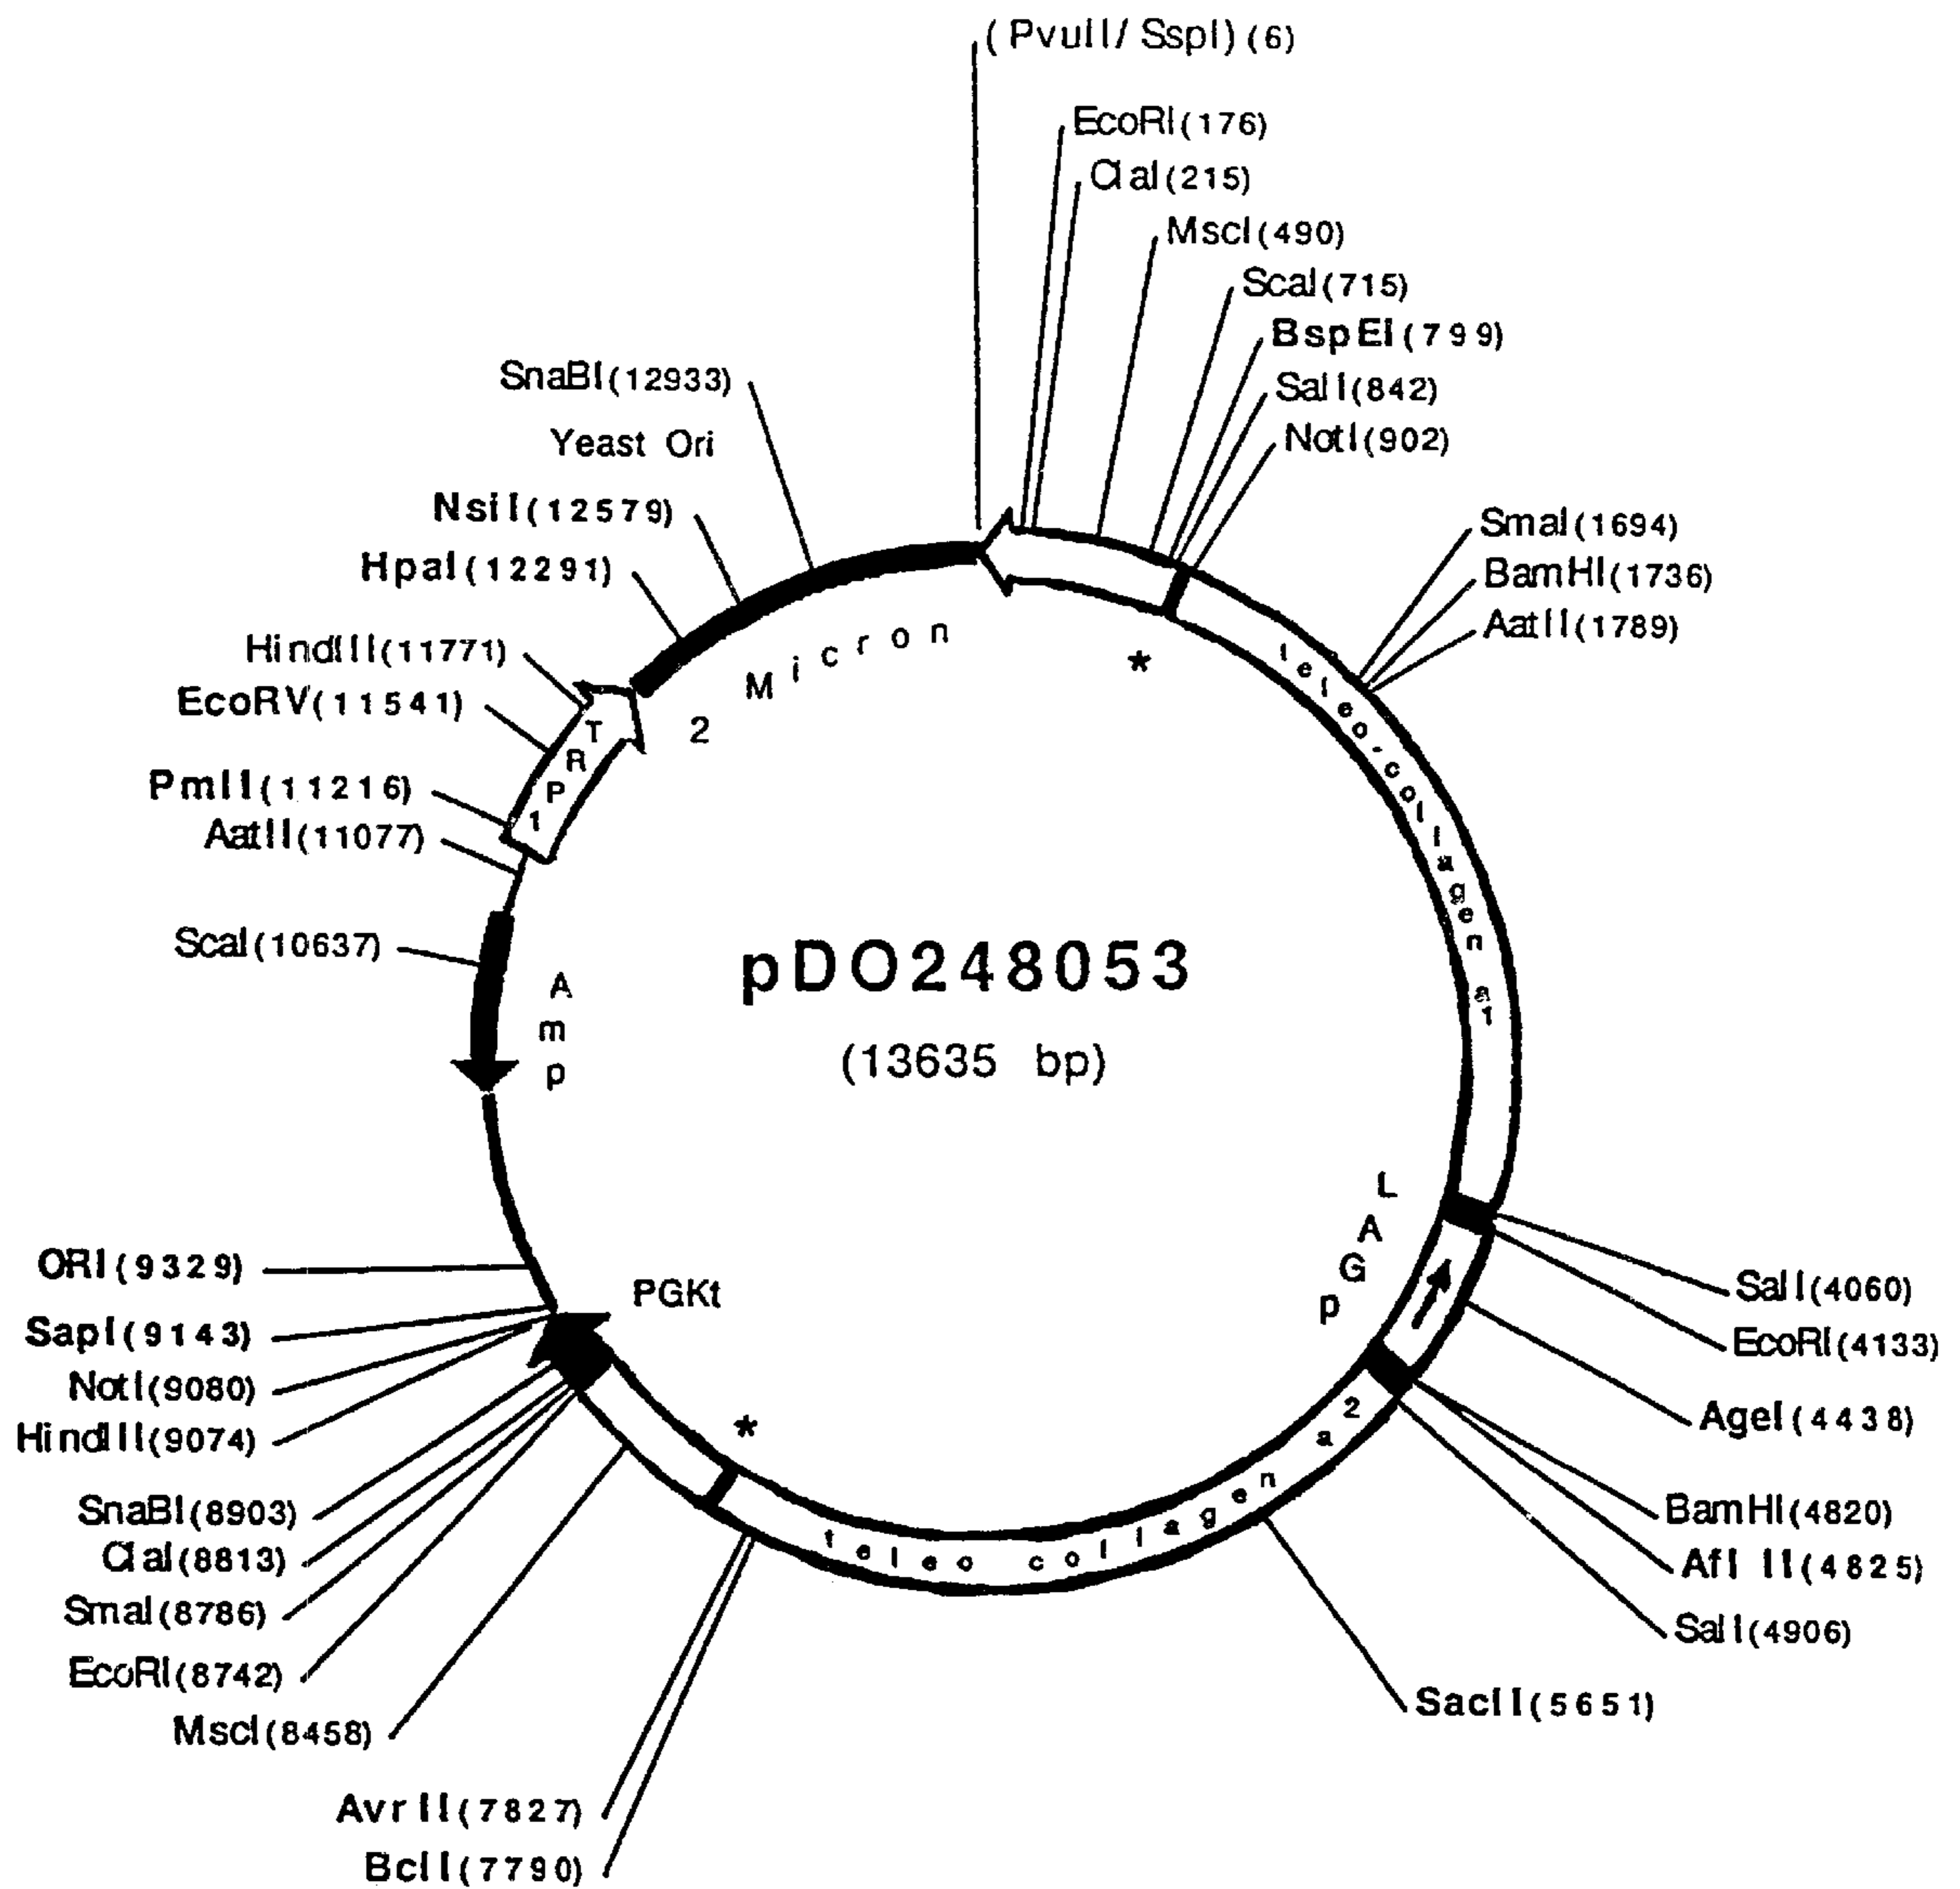 (PvuII/SspI)(6)
EcoRI(176)
ClaI(215)
MscI(490)
ScaI(715)
BspEI(799)
SalI(842)
NotI(902)
SmaI(1694)
BamHI(1736)
AatII(1789)
SalI(4060)
EcoRI(4133)
AgeI(4438)
BamHI(4820)
Afl II(4825)
SalI(4906)
SacII(5651)
BclI(7790)
AvrII(7827)
MscI(8458)
EcoRI(8742)
SmaI(8786)
ClaI(8813)
SnaBI(8903)
HindIII(9074)
NotI(9080)
SapI(9143)
ORI(9329)
ScaI(10637)
AatII(11077)
PmlI(11216)
EcoRV(11541)
HindIII(11771)
HpaI(12291)
NsiI(12579)
Yeast Ori
SnaBI(12933)
2 Micron
TRP1
Amp
PGKt
pGAL
*
teleo-collagen a1
teleo collagen a2
*
pDO248053
(13635 bp)